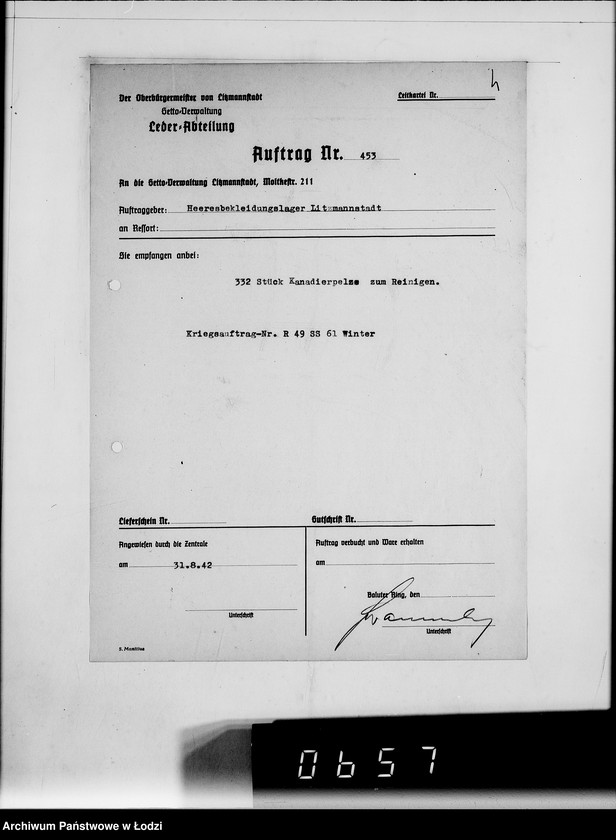 h
Der Oberbürgermeister von Litzmannstadt
Getto-Verwaltung
Leder-Abteilung
Leitkartei Nr.
Auftrag Nr. 453
An die Getto-Verwaltung Litzmannstadt, Moltkestr. 211
Auftraggeber: Heeresbekleidungslager Litzmannstadt
an Ressort:
Sie empfangen anbei:
332 Stück Kanadierpelze zum Reinigen.
Kriegsauftrag-Nr. R 49 SS 61 Winter
Lieferschein Nr.
Gutschrift Nr.
Angewiesen durch die Zentrale
am 31.8.42
Unterschrift
Auftrag verbucht und Ware erhalten
am
Baluter Ring, den
Unterschrift
0657
Archiwum Państwowe w Łodzi